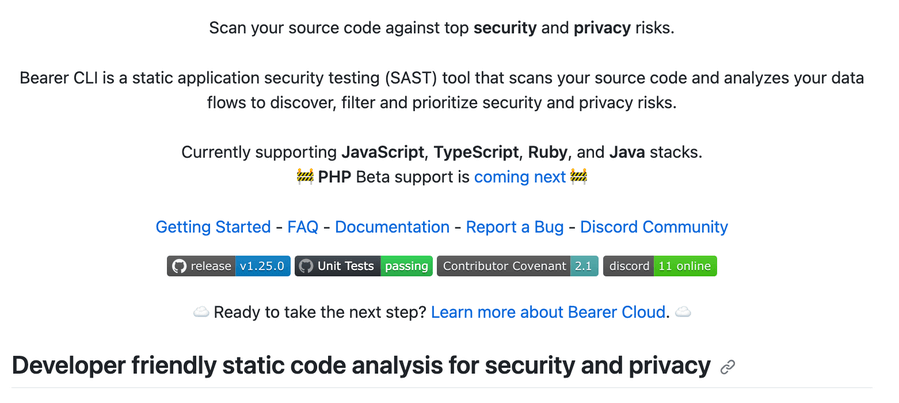 Scan your source code against top security and privacy risks.
Bearer CLI is a static application security testing (SAST) tool that scans your source code and analyzes your data
flows to discover, filter and prioritize security and privacy risks.
Currently supporting JavaScript, TypeScript, Ruby, and Java stacks.
🚧 PHP Beta support is coming next 🚧
Getting Started - FAQ - Documentation - Report a Bug - Discord Community
release v1.25.0 Unit Tests passing Contributor Covenant 2.1 discord 11 online
☁️ Ready to take the next step? Learn more about Bearer Cloud. ☁️
Developer friendly static code analysis for security and privacy